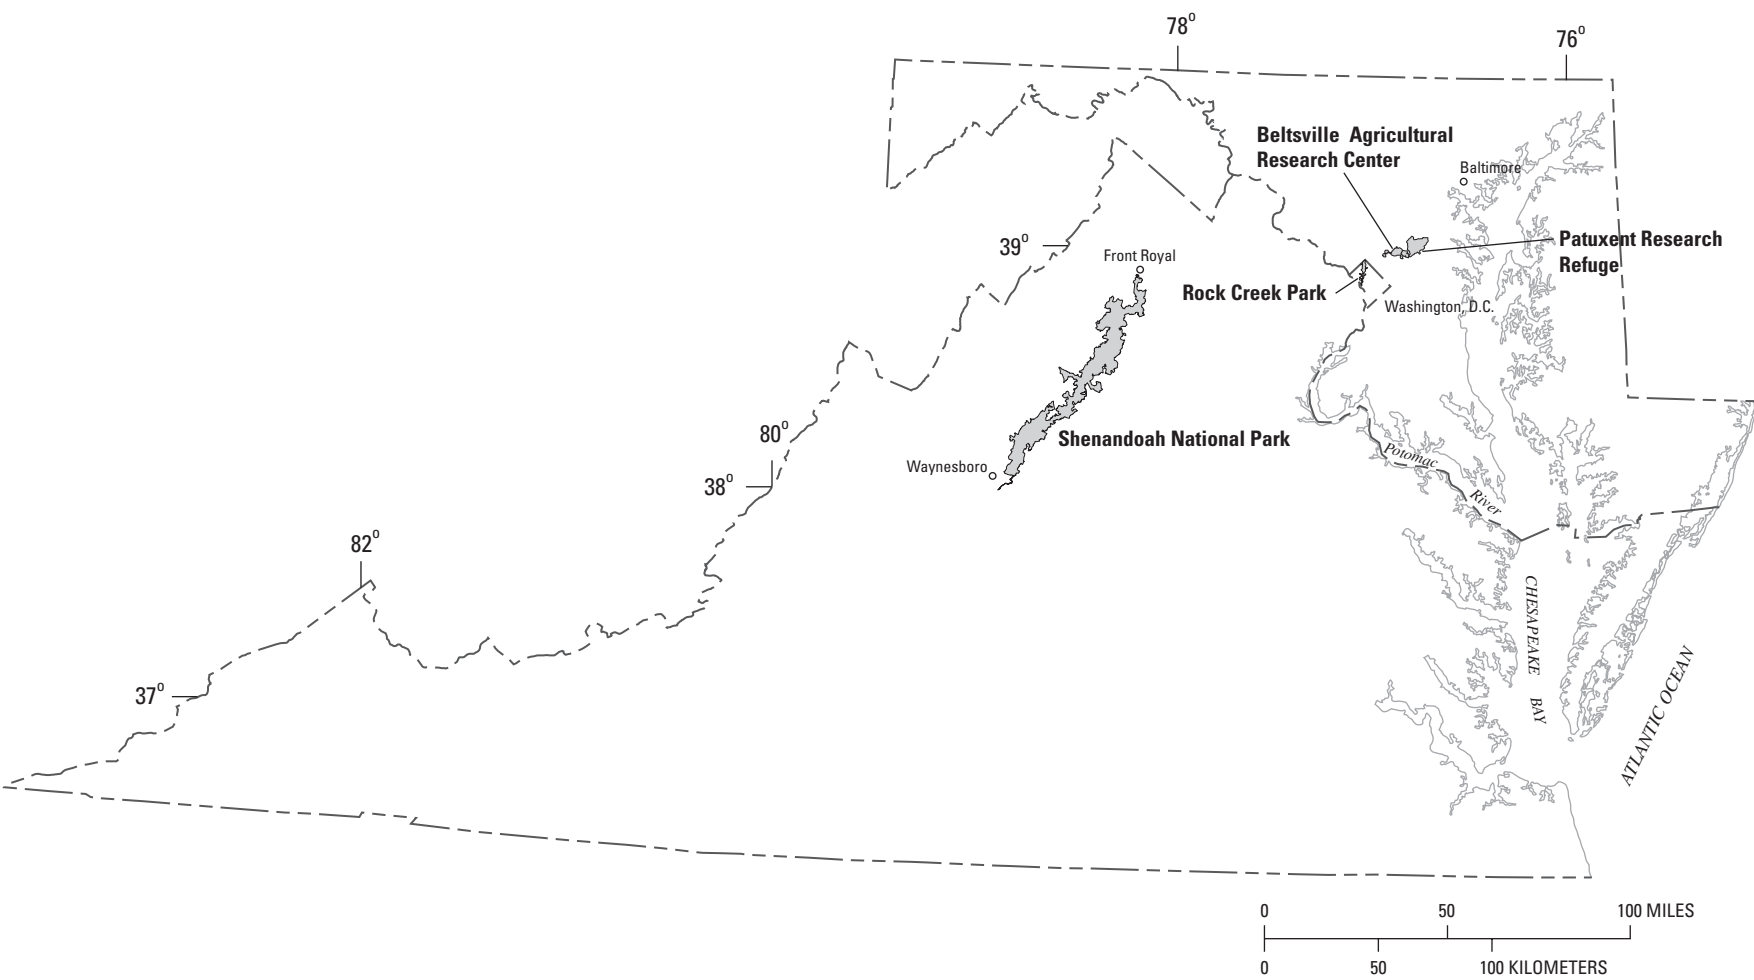 78°
76°
Beltsville Agricultural
Research Center
Baltimore
39°
Front Royal
Patuxent Research
Refuge
Rock Creek Park
Washington, D.C.
80°
Shenandoah National Park
Potomac
River
Waynesboro
38°
82°
CHESAPEAKE BAY
37°
ATLANTIC OCEAN
0 50 100 MILES
0 50 100 KILOMETERS